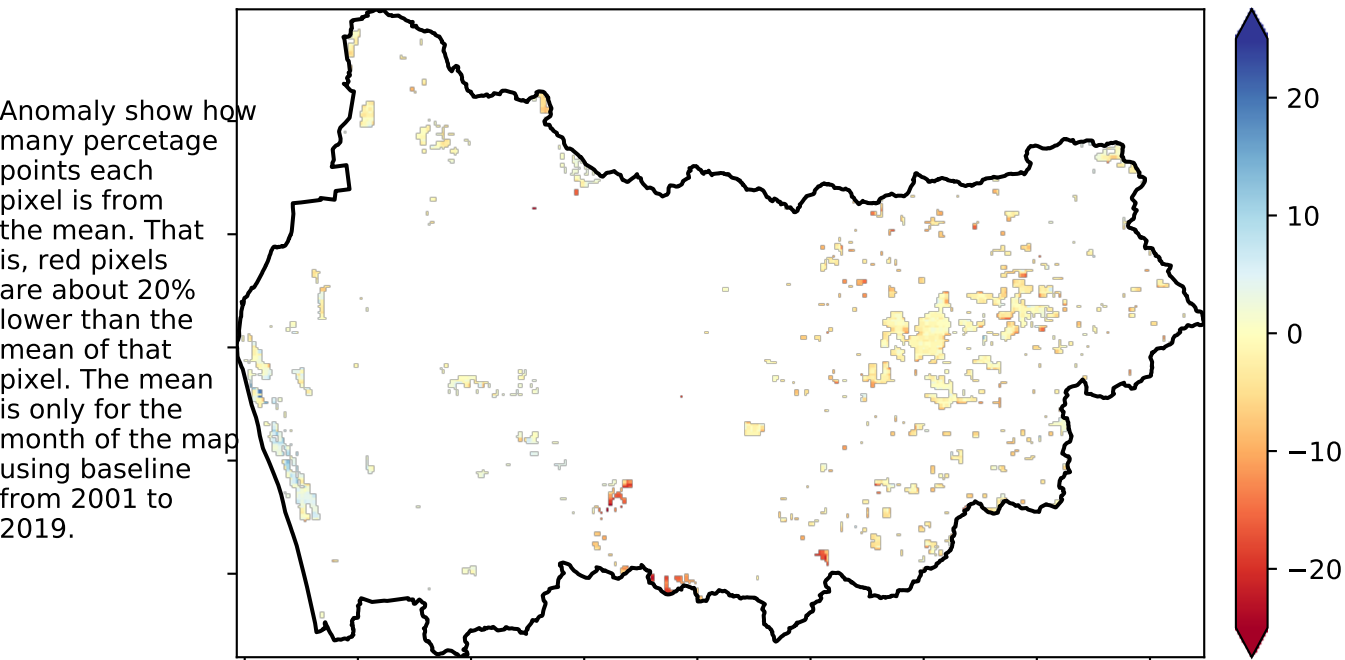 Anomaly show how
many percetage
points each
pixel is from
the mean. That
is, red pixels
are about 20%
lower than the
mean of that
pixel. The mean
is only for the
month of the map
using baseline
from 2001 to
2019.
20
10
0
−10
−20